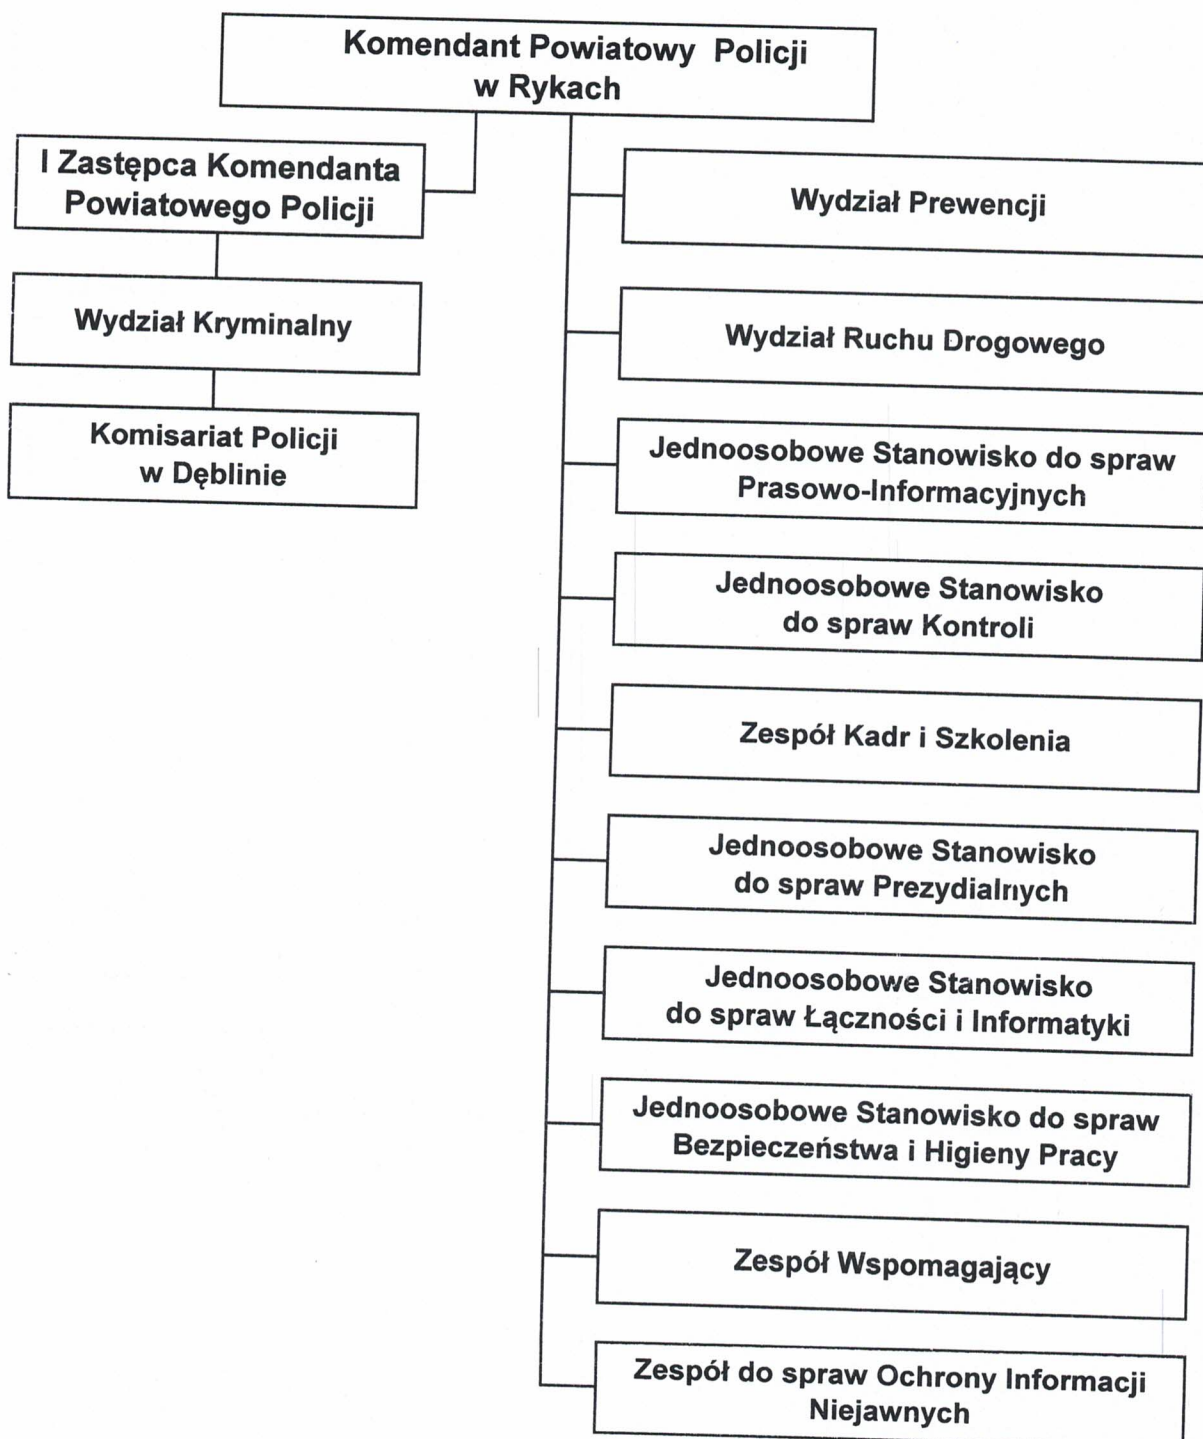 Komendant Powiatowy Policji
w Rykach
I Zastępca Komendanta
Powiatowego Policji
Wydział Kryminalny
Komisariat Policji
w Dęblinie
Wydział Prewencji
Wydział Ruchu Drogowego
Jednoosobowe Stanowisko do spraw
Prasowo-Informacyjnych
Jednoosobowe Stanowisko
do spraw Kontroli
Zespół Kadr i Szkolenia
Jednoosobowe Stanowisko
do spraw Prezydialnych
Jednoosobowe Stanowisko
do spraw Łączności i Informatyki
Jednoosobowe Stanowisko do spraw
Bezpieczeństwa i Higieny Pracy
Zespół Wspomagający
Zespół do spraw Ochrony Informacji
Niejawnych